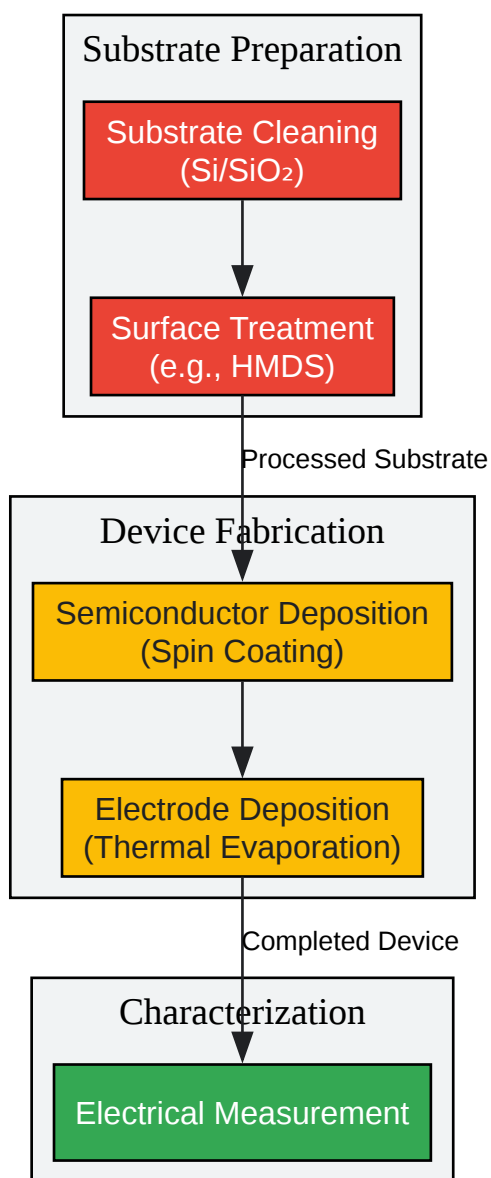 Substrate Preparation
Substrate Cleaning
(Si/SiO₂)
Surface Treatment
(e.g., HMDS)
Processed Substrate
Device Fabrication
Semiconductor Deposition
(Spin Coating)
Electrode Deposition
(Thermal Evaporation)
Completed Device
Characterization
Electrical Measurement